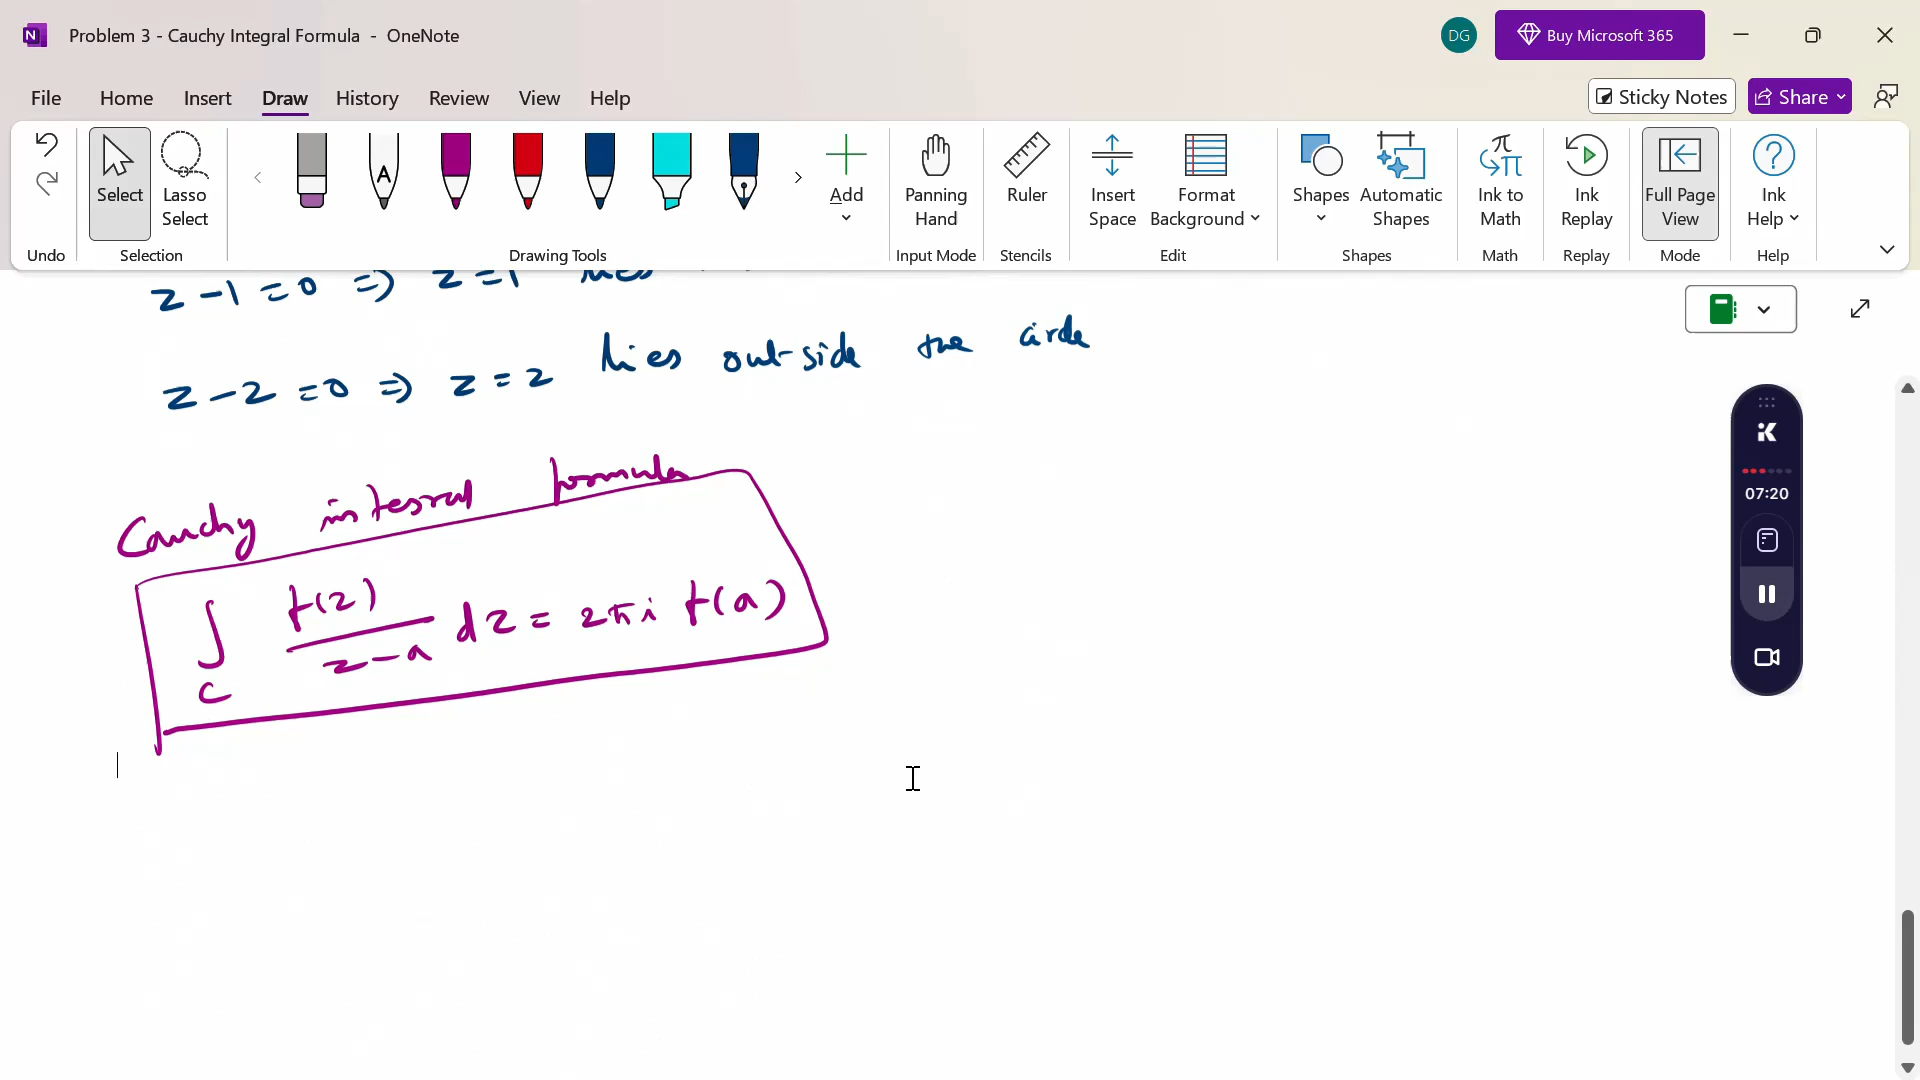 Problem 3 - Cauchy Integral Formula - OneNote
DG
Buy Microsoft 365
File Home Insert Draw History Review View Help
Sticky Notes
Share
Select
Lasso Select
A
Add
Panning Hand
Ruler
Insert Space
Format Background
Shapes
Automatic Shapes
Ink to Math
Ink Replay
Full Page View
Ink Help
Undo Selection Drawing Tools Input Mode Stencils Edit Shapes Math Replay Mode Help
z - 1 = 0 ⇒ z = 1 lies
z - 2 = 0 ⇒ z = 2 lies out-side the circle
Cauchy integral formula
∫_C f(z)/(z-a) dz = 2πi f(a)
07:20